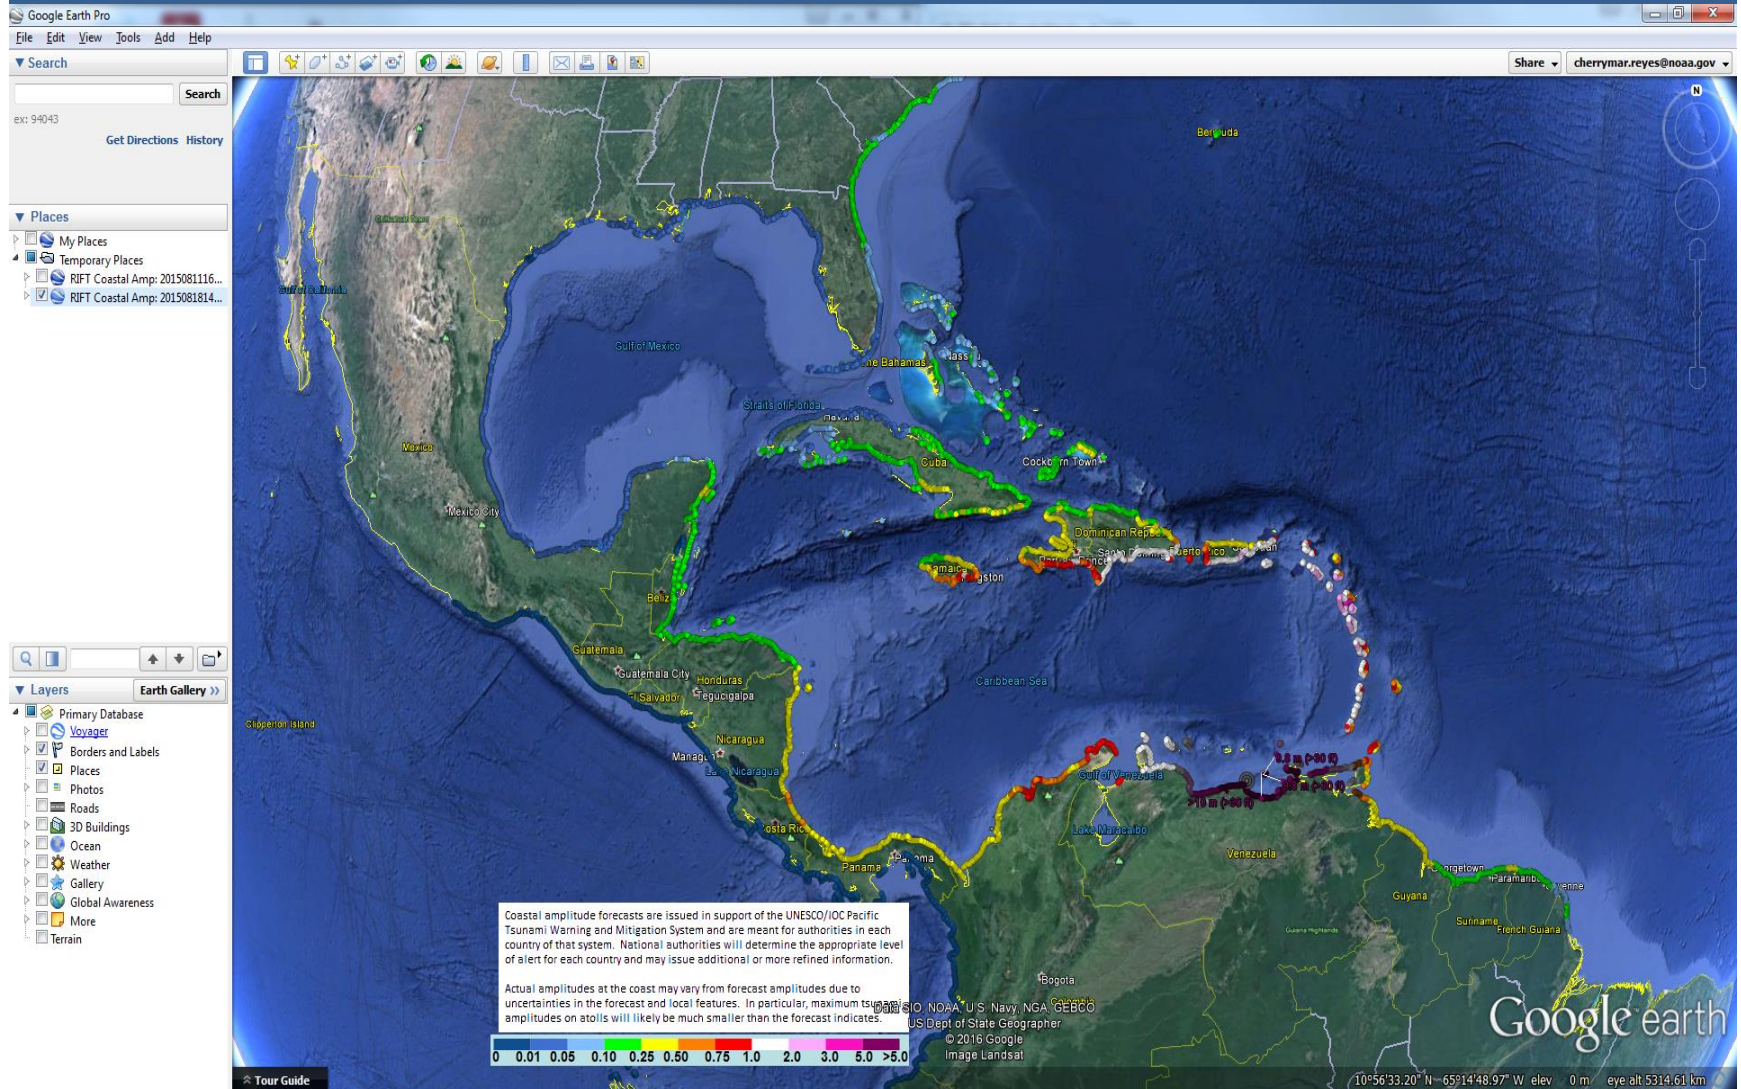 Google Earth Pro
File Edit View Tools Add Help
Search
Share
cherrymar.reyes@noaa.gov
Search
ex: 94043
Get Directions History
Places
My Places
Temporary Places
RIFT Coastal Amp: 2015081116...
RIFT Coastal Amp: 2015081814...
Layers
Earth Gallery »
Primary Database
Voyager
Borders and Labels
Places
Photos
Roads
3D Buildings
Ocean
Weather
Gallery
Global Awareness
More
Terrain
N
Bermuda
Gulf of California
Gulf of Mexico
Straits of Florida
Mexico
Mexico City
Cuba
Cockburn Town
Dominican Repu
Belize
Guatemala
Guatemala City
Honduras
El Salvador
Tegucigalpa
Caribbean Sea
Clipperton Island
Nicaragua
Gulf of Venezuela
>10 m (>30 ft)
Lake Maracaibo
Venezuela
Panama
Guyana
Suriname
French Guiana
Guiana Highlands
Bogota
Coastal amplitude forecasts are issued in support of the UNESCO/IOC Pacific
Tsunami Warning and Mitigation System and are meant for authorities in each
country of that system. National authorities will determine the appropriate level
of alert for each country and may issue additional or more refined information.
Actual amplitudes at the coast may vary from forecast amplitudes due to
uncertainties in the forecast and local features. In particular, maximum tsunami
amplitudes on atolls will likely be much smaller than the forecast indicates.
0 0.01 0.05 0.10 0.25 0.50 0.75 1.0 2.0 3.0 5.0 >5.0
Data SIO, NOAA, U.S. Navy, NGA, GEBCO
US Dept of State Geographer
© 2016 Google
Image Landsat
Google earth
Tour Guide
10°56'33.20" N 65°14'48.97" W elev 0 m eye alt 5314.61 km